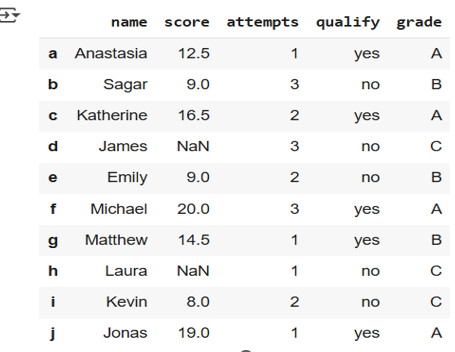 name score attempts qualify grade
a Anastasia 12.5 1 yes A
b Sagar 9.0 3 no B
c Katherine 16.5 2 yes A
d James NaN 3 no C
e Emily 9.0 2 no B
f Michael 20.0 3 yes A
g Matthew 14.5 1 yes B
h Laura NaN 1 no C
i Kevin 8.0 2 no C
j Jonas 19.0 1 yes A